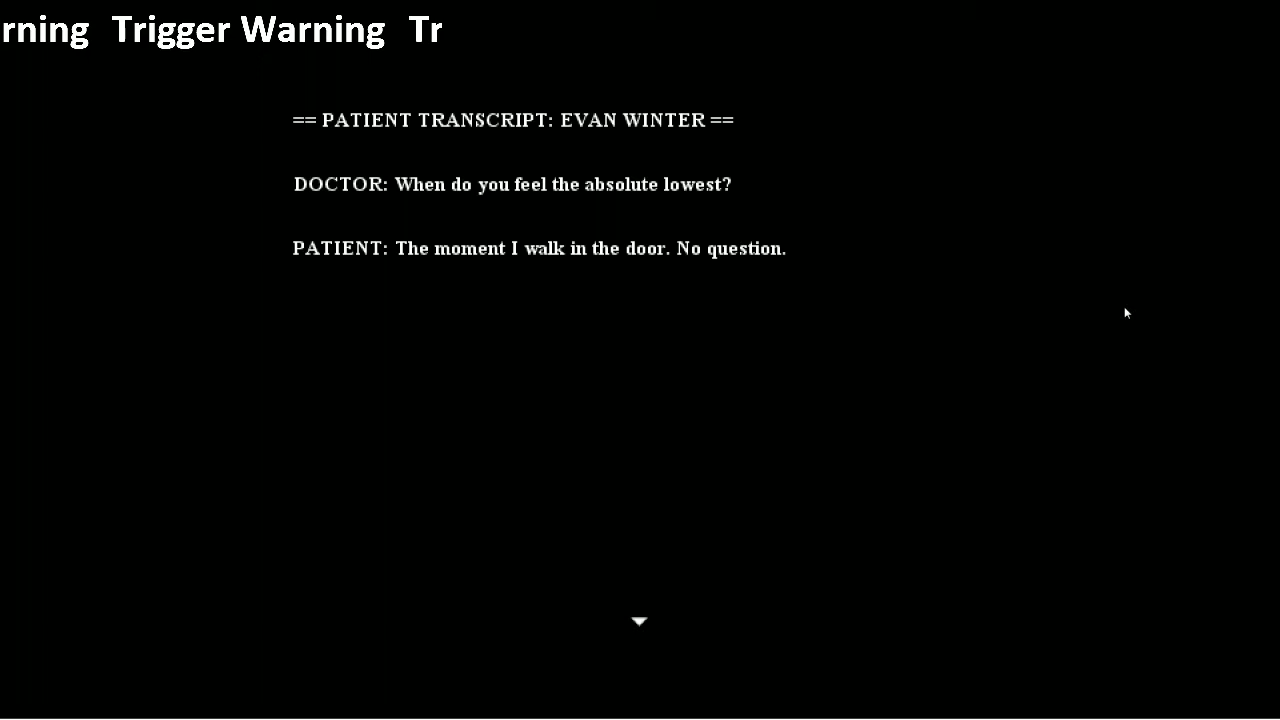 rning Trigger Warning Tr
== PATIENT TRANSCRIPT: EVAN WINTER ==
DOCTOR: When do you feel the absolute lowest?
PATIENT: The moment I walk in the door. No question.